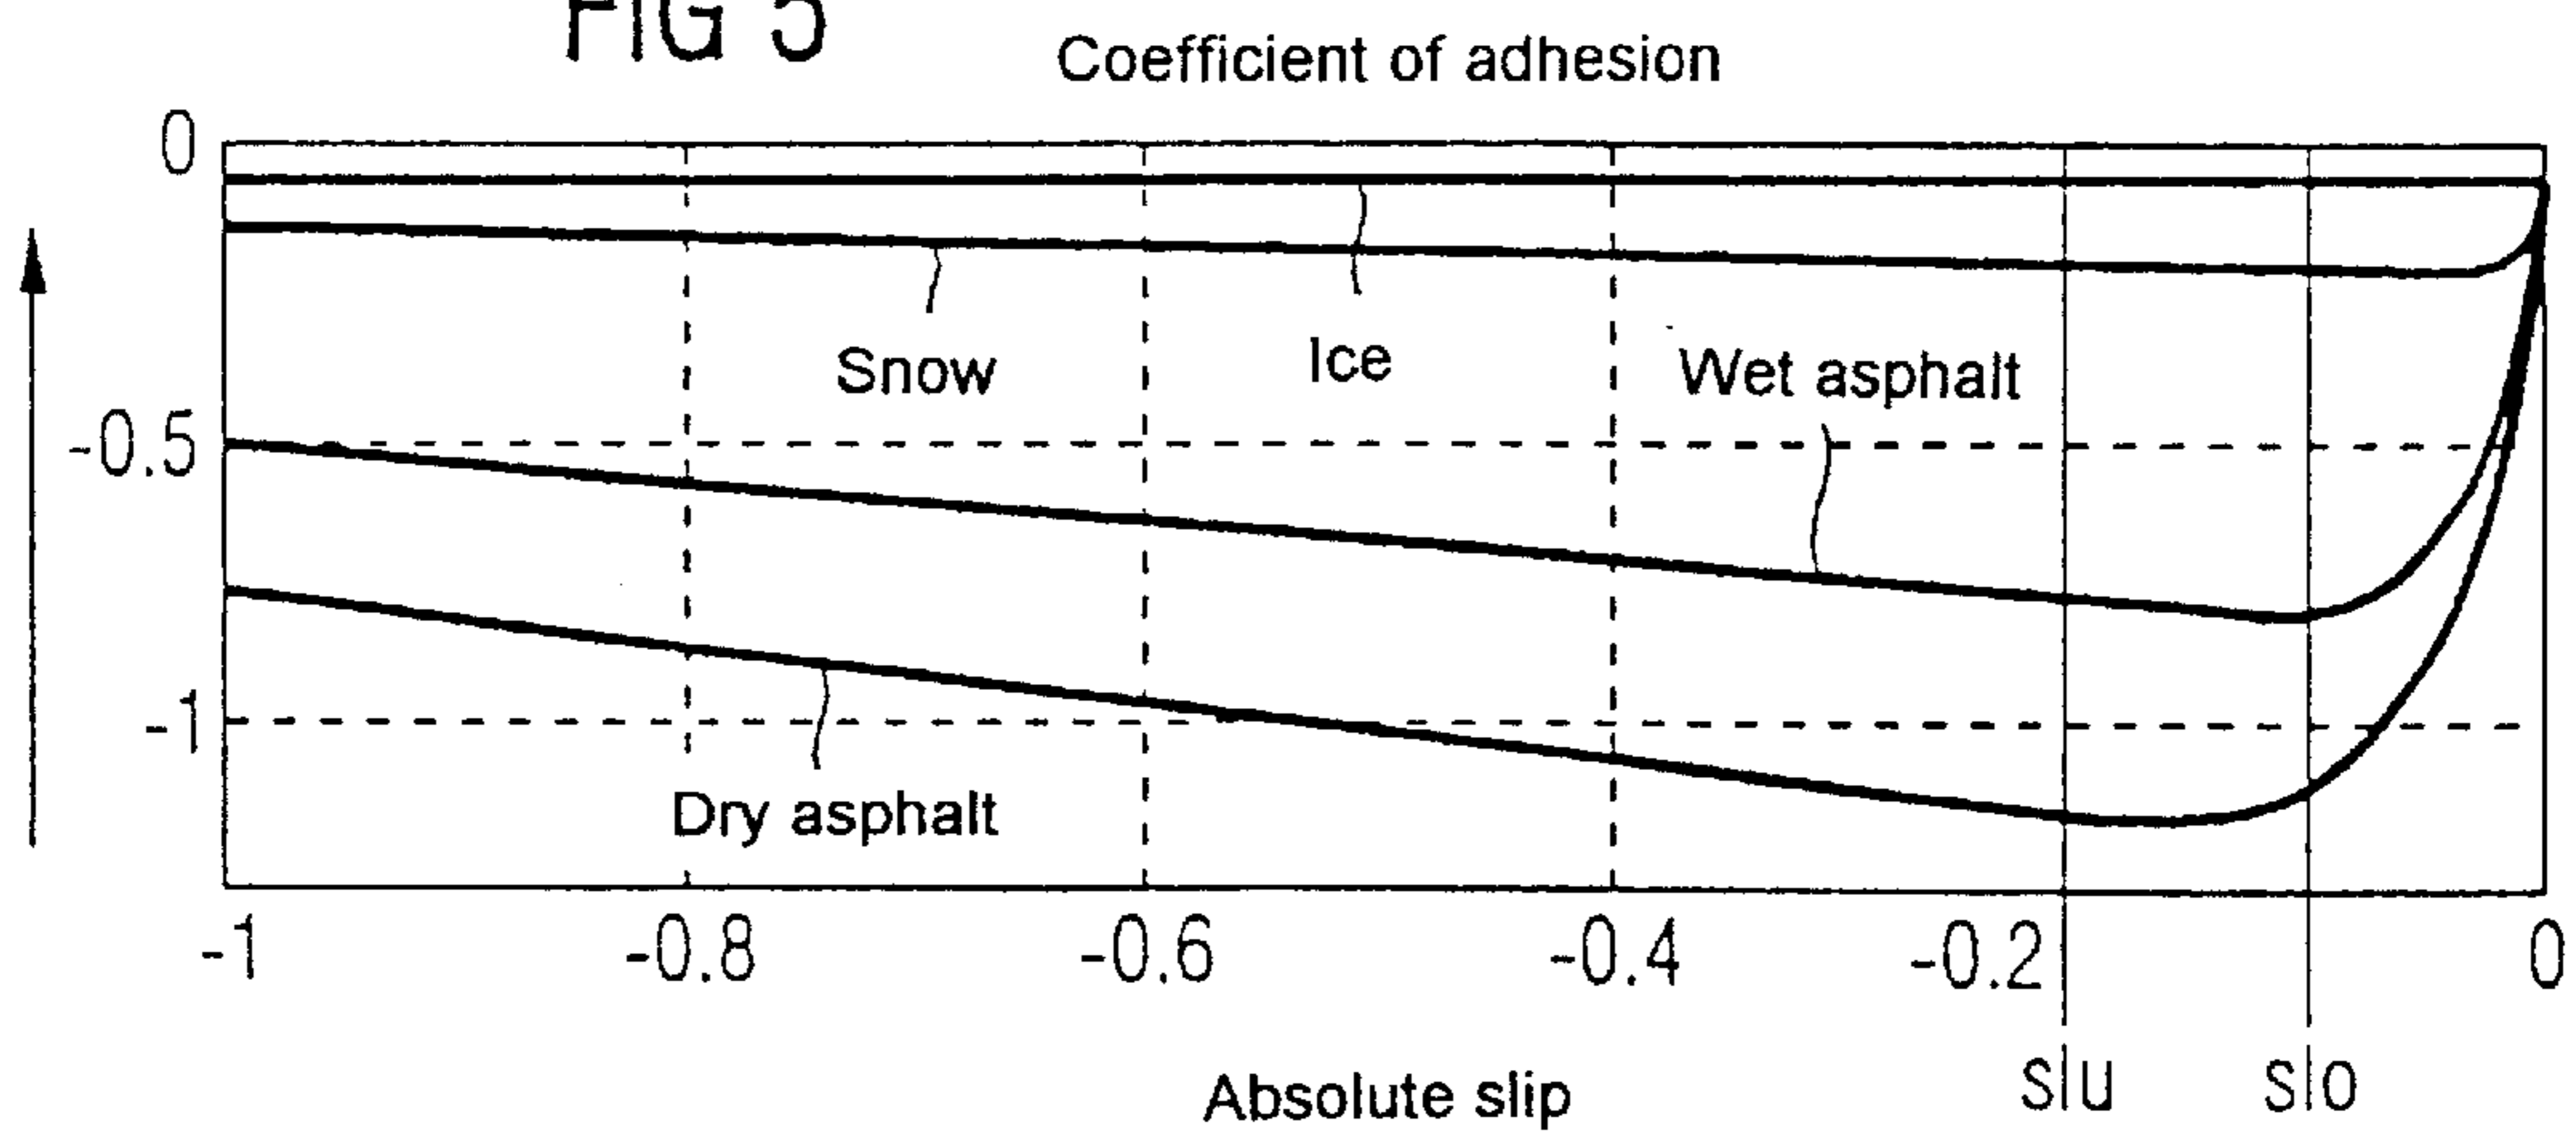 FIG 5
Coefficient of adhesion
0
Snow
Ice
Wet asphalt
-0.5
-1
Dry asphalt
-1 -0.8 -0.6 -0.4 -0.2 0
Absolute slip
slu slo